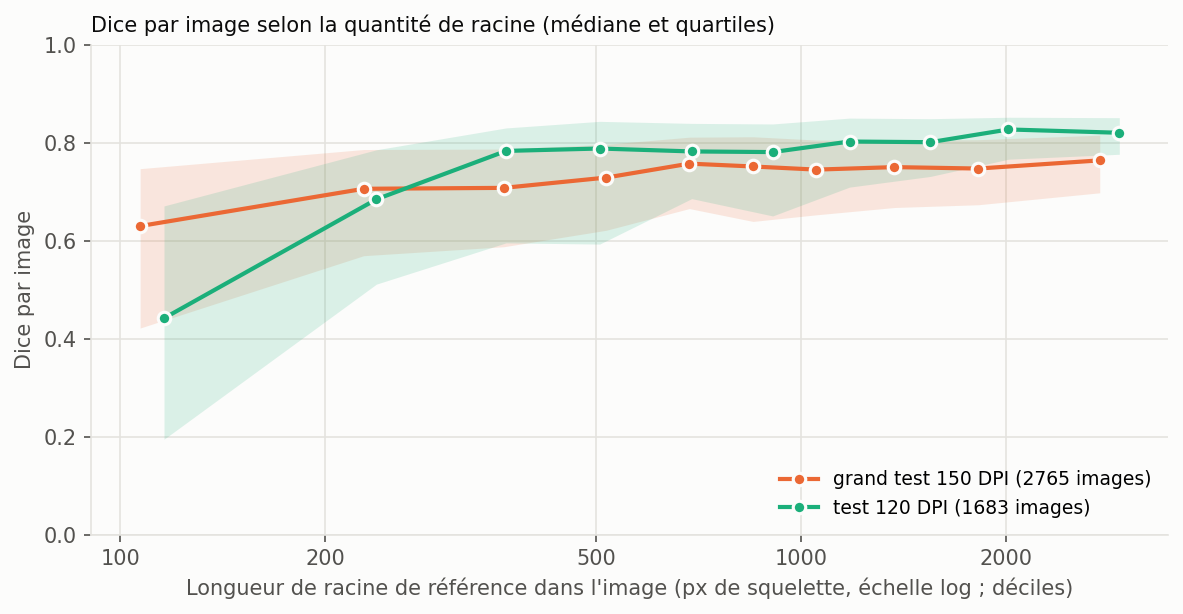 Dice par image selon la quantité de racine (médiane et quartiles)
1.0
0.8
0.6
0.4
0.2
0.0
Dice par image
grand test 150 DPI (2765 images)
test 120 DPI (1683 images)
100
200
500
1000
2000
Longueur de racine de référence dans l'image (px de squelette, échelle log ; déciles)